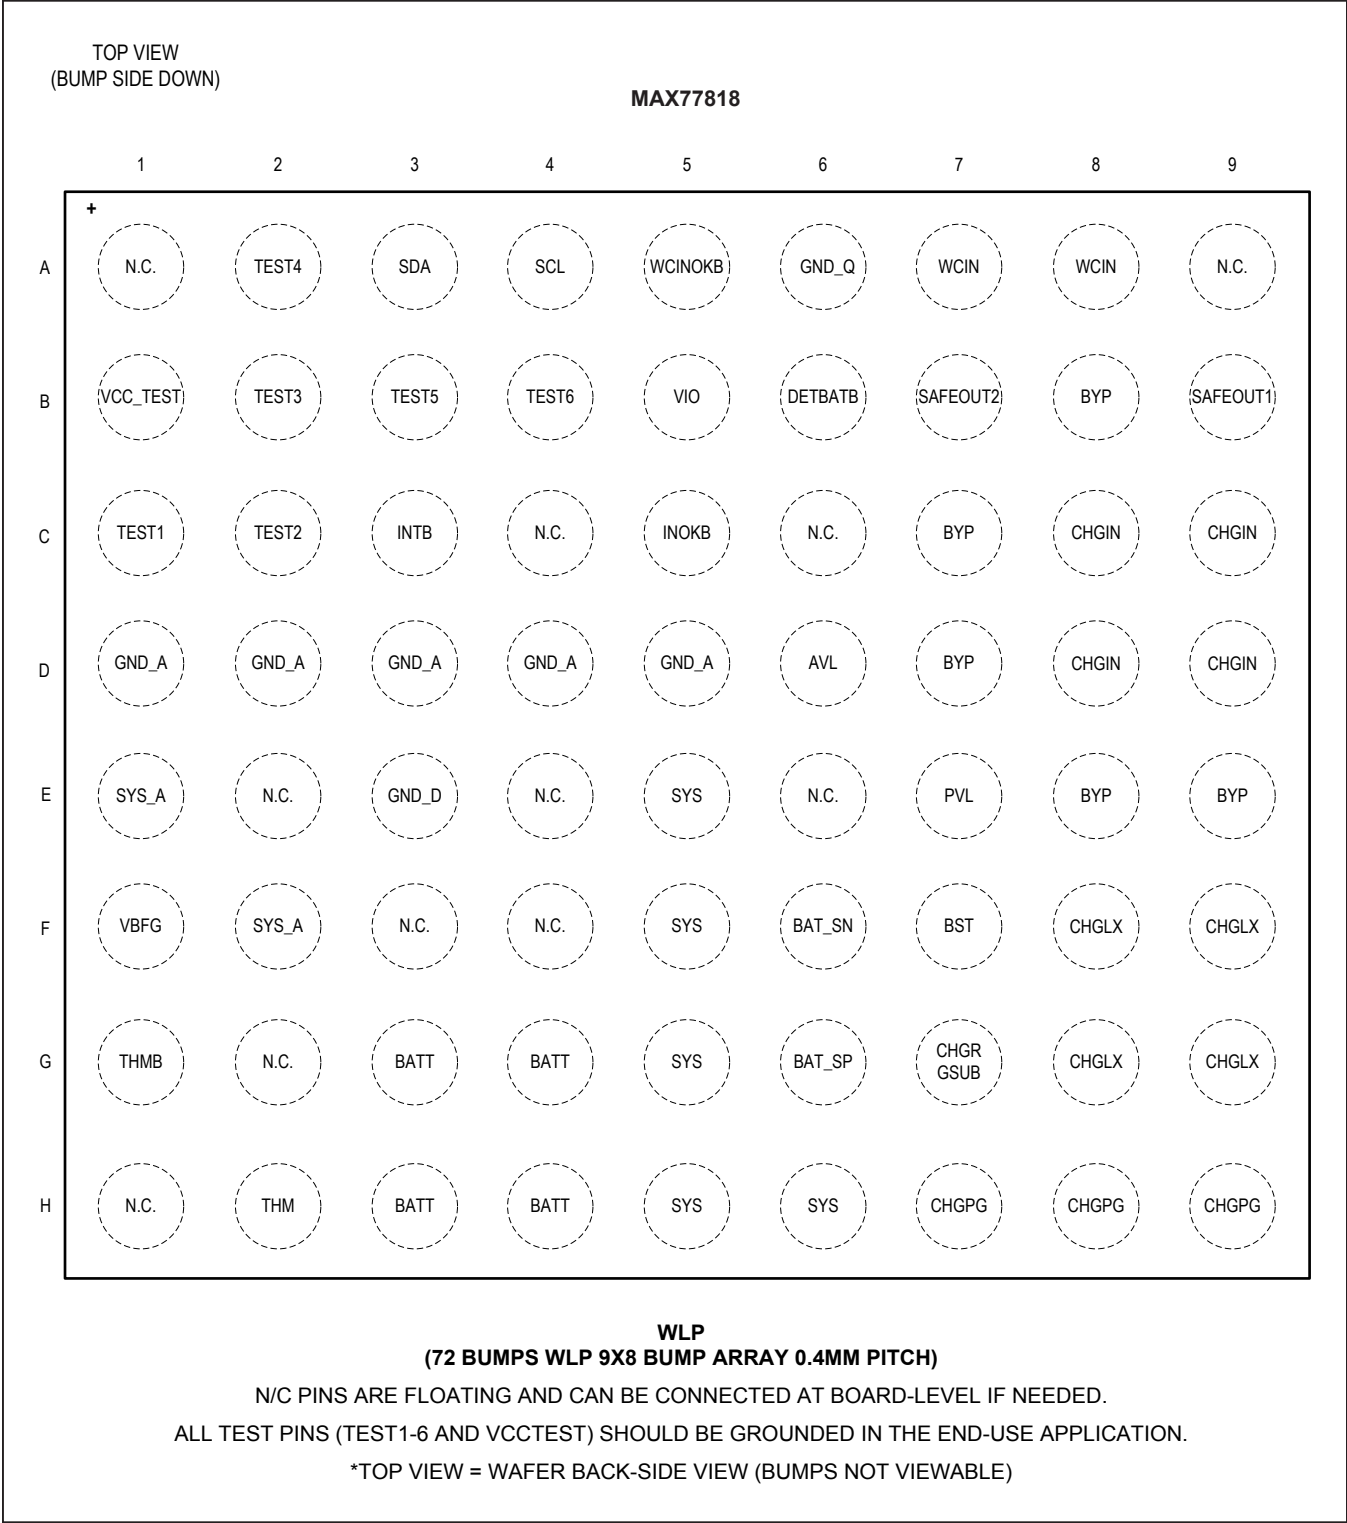 TOP VIEW
(BUMP SIDE DOWN)
MAX77818
1 2 3 4 5 6 7 8 9
+
A N.C. TEST4 SDA SCL WCINOKB GND_Q WCIN WCIN N.C.
B VCC_TEST TEST3 TEST5 TEST6 VIO DETBATB SAFEOUT2 BYP SAFEOUT1
C TEST1 TEST2 INTB N.C. INOKB N.C. BYP CHGIN CHGIN
D GND_A GND_A GND_A GND_A GND_A AVL BYP CHGIN CHGIN
E SYS_A N.C. GND_D N.C. SYS N.C. PVL BYP BYP
F VBFG SYS_A N.C. N.C. SYS BAT_SN BST CHGLX CHGLX
G THMB N.C. BATT BATT SYS BAT_SP CHGR GSUB CHGLX CHGLX
H N.C. THM BATT BATT SYS SYS CHGPG CHGPG CHGPG
WLP
(72 BUMPS WLP 9X8 BUMP ARRAY 0.4MM PITCH)
N/C PINS ARE FLOATING AND CAN BE CONNECTED AT BOARD-LEVEL IF NEEDED.
ALL TEST PINS (TEST1-6 AND VCCTEST) SHOULD BE GROUNDED IN THE END-USE APPLICATION.
*TOP VIEW = WAFER BACK-SIDE VIEW (BUMPS NOT VIEWABLE)